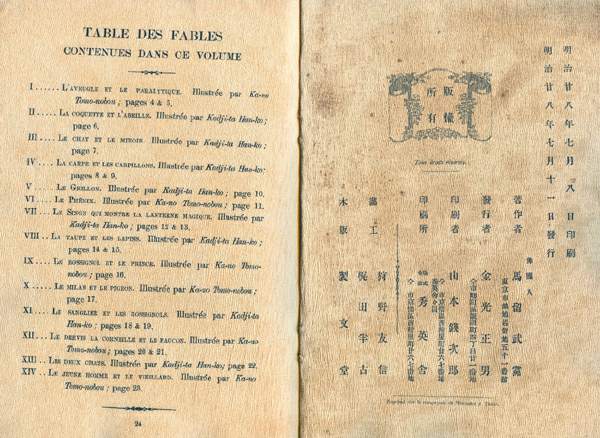 TABLE DES FABLES
CONTENUES DANS CE VOLUME
I ...... L'AVEUGLE ET LE PARALYTIQUE. Illustrée par Ka-no
Tomo-nobou; pages 4 & 5.
II ..... LA COQUETTE ET L'ABEILLE. Illustrée par Kadji-ta Han-ko;
page 6.
III .... LE CHAT ET LE MIROIR. Illustrée par Kadji-ta Han-ko;
page 7.
IV .... LA CARPE ET LES CARPILLONS. Illustrée par Kadji-ta Han-ko;
pages 8 & 9.
V ..... LE GRILLON. Illustrée par Kadji-ta Han-ko; page 10.
VI .... LE PHÉNIX. Illustrée par Ka-no Tomo-nobou; page 11.
VII ... LE SINGE QUI MONTRE LA LANTERNE MAGIQUE. Illustrée par
Kadji-ta Han-ko; pages 12 & 13.
VIII ... LA TAUPE ET LES LAPINS. Illustrée par Kadji-ta Han-ko;
pages 14 & 15.
IX .... LE ROSSIGNOL ET LE PRINCE. Illustrée par Ka-no Tomo-
nobou; page 16.
X ..... LE MILAN ET LE PIGEON. Illustrée par Ka-no Tomo-nobou;
page 17.
XI .... LE SANGLIER ET LES ROSSIGNOLS. Illustrée par Kadji-ta
Han-ko; pages 18 & 19.
XII ... LE DERVIS LA CORNEILLE ET LE FAUCON. Illustrée par Ka-no
Tomo-nobou; pages 20 & 21.
XIII ... LES DEUX CHATS. Illustrée par Kadji-ta Han-ko; page 22.
XIV ... LE JEUNE HOMME ET LE VIEILLARD. Illustrée par Ka-no
Tomo-nobou; page 23.
24
明治廿八年七月八日印刷
明治廿八年七月十一日發行
版權
所有
Tous droits réservés.
佛國人
著作者 馬留武黨
發行者 金光正男
印刷者
印刷所 秀英舍
畫工 狩野友信
梶田半古
木版 製文堂